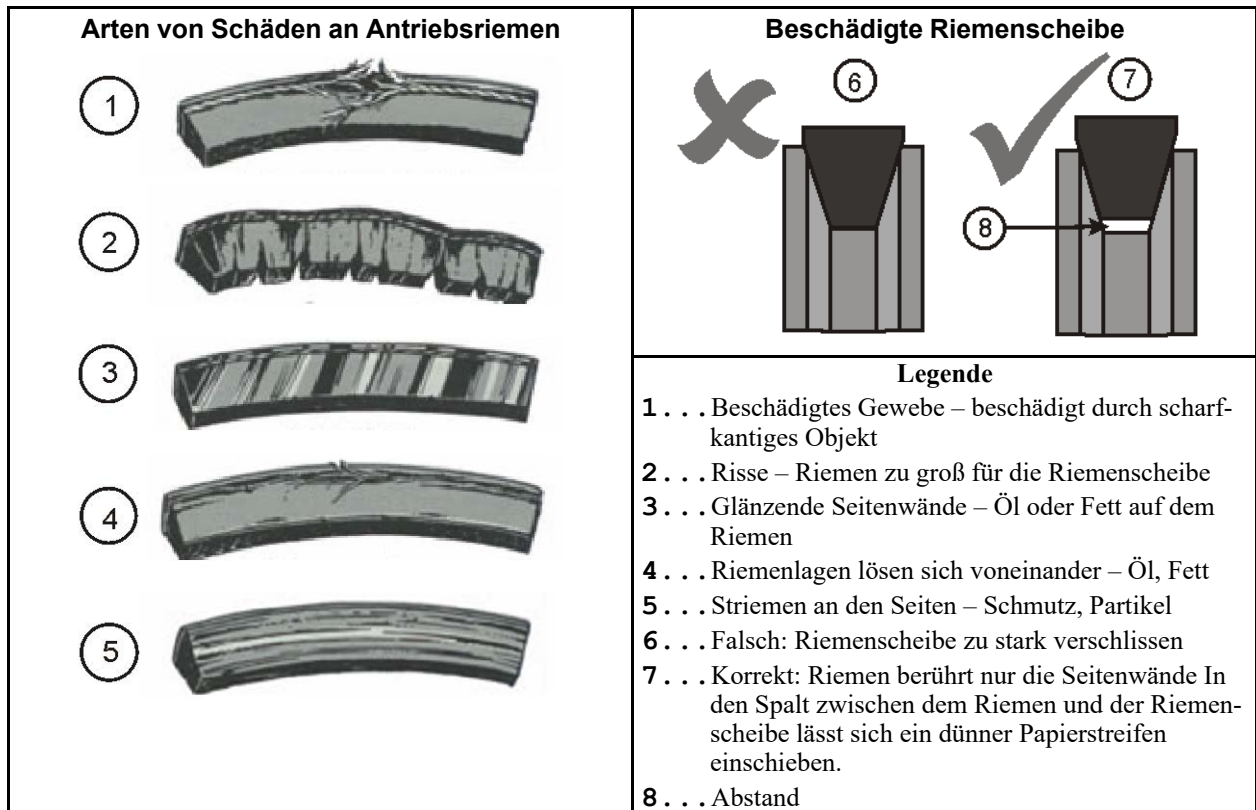 Arten von Schäden an Antriebsriemen
1
2
3
4
5
Beschädigte Riemenscheibe
6
7
8
Legende
1...Beschädigtes Gewebe – beschädigt durch scharf-
kantiges Objekt
2...Risse – Riemen zu groß für die Riemenscheibe
3...Glänzende Seitenwände – Öl oder Fett auf dem
Riemen
4...Riemenlagen lösen sich voneinander – Öl, Fett
5...Striemen an den Seiten – Schmutz, Partikel
6...Falsch: Riemenscheibe zu stark verschlissen
7...Korrekt: Riemen berührt nur die Seitenwände In
den Spalt zwischen dem Riemen und der Riemen-
scheibe lässt sich ein dünner Papierstreifen
einschieben.
8...Abstand